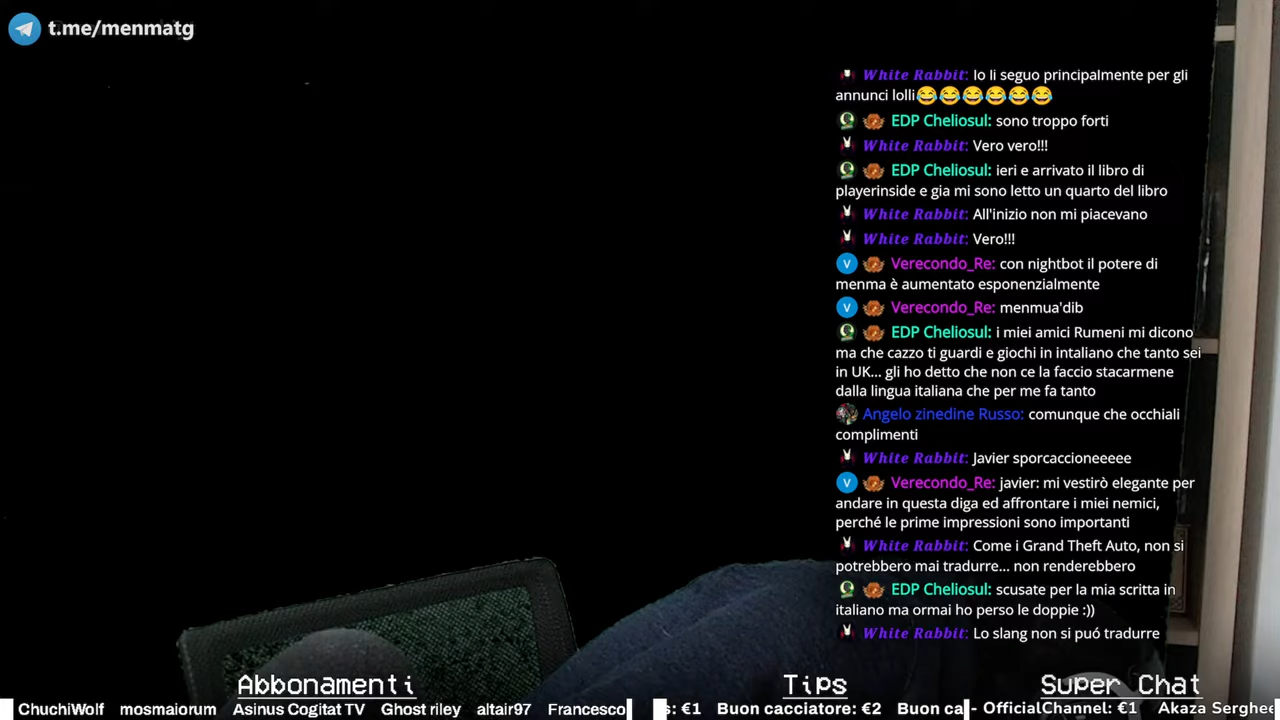 t.me/menmatg
White Rabbit: Io li seguo principalmente per gli
annunci lolli😂😂😂😂😂😂
EDP Cheliosul: sono troppo forti
White Rabbit: Vero vero!!!
EDP Cheliosul: ieri e arrivato il libro di
playerinside e gia mi sono letto un quarto del libro
White Rabbit: All'inizio non mi piacevano
White Rabbit: Vero!!!
V Verecondo_Re: con nightbot il potere di
menma è aumentato esponenzialmente
V Verecondo_Re: menmua'dib
EDP Cheliosul: i miei amici Rumeni mi dicono
ma che cazzo ti guardi e giochi in intaliano che tanto sei
in UK... gli ho detto che non ce la faccio stacarmene
dalla lingua italiana che per me fa tanto
Angelo zinedine Russo: comunque che occhiali
complimenti
White Rabbit: Javier sporcaccioneeeee
V Verecondo_Re: javier: mi vestirò elegante per
andare in questa diga ed affrontare i miei nemici,
perché le prime impressioni sono importanti
White Rabbit: Come i Grand Theft Auto, non si
potrebbero mai tradurre... non renderebbero
EDP Cheliosul: scusate per la mia scritta in
italiano ma ormai ho perso le doppie :))
White Rabbit: Lo slang non si puó tradurre
Abbonamenti Tips Super Chat
ChuchiWolf mosmaiorum Asinus Cogitat TV Ghost riley altair97 Francesco s: €1 Buon cacciatore: €2 Buon ca - OfficialChannel: €1 Akaza Serghee